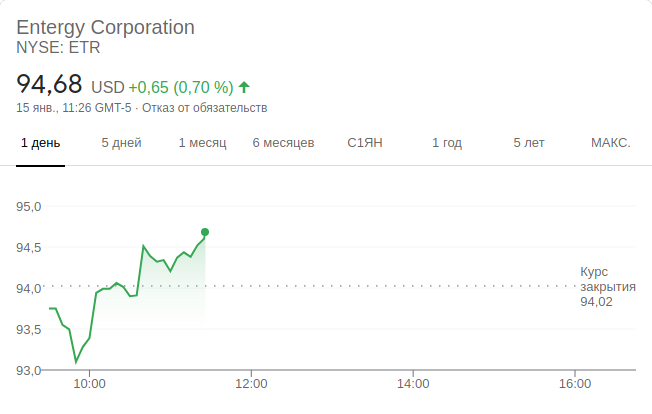 Entergy Corporation
NYSE: ETR
94,68 USD +0,65 (0,70 %)
15 янв., 11:26 GMT-5 · Отказ от обязательств
1 день 5 дней 1 месяц 6 месяцев С1ЯН 1 год 5 лет МАКС.
95,0
94,5
94,0
93,5
93,0
Курс
закрытия
94,02
10:00 12:00 14:00 16:00